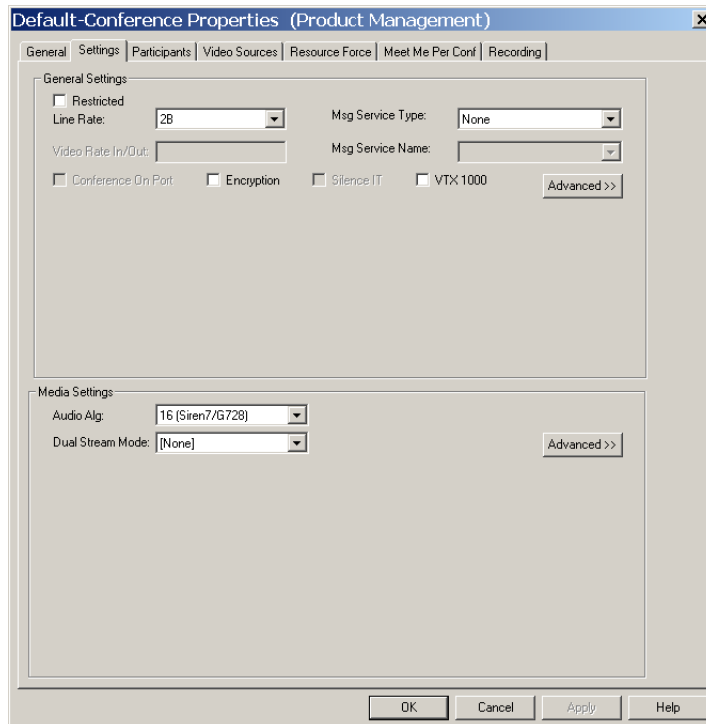 Default-Conference Properties (Product Management)
General Settings Participants Video Sources Resource Force Meet Me Per Conf Recording
General Settings
Restricted
Line Rate: 2B Msg Service Type: None
Video Rate In/Out: Msg Service Name:
Conference On Port Encryption Silence IT VTX 1000 Advanced >>
Media Settings
Audio Alg: 16 (Siren7/G728)
Dual Stream Mode: [None] Advanced >>
OK Cancel Apply Help